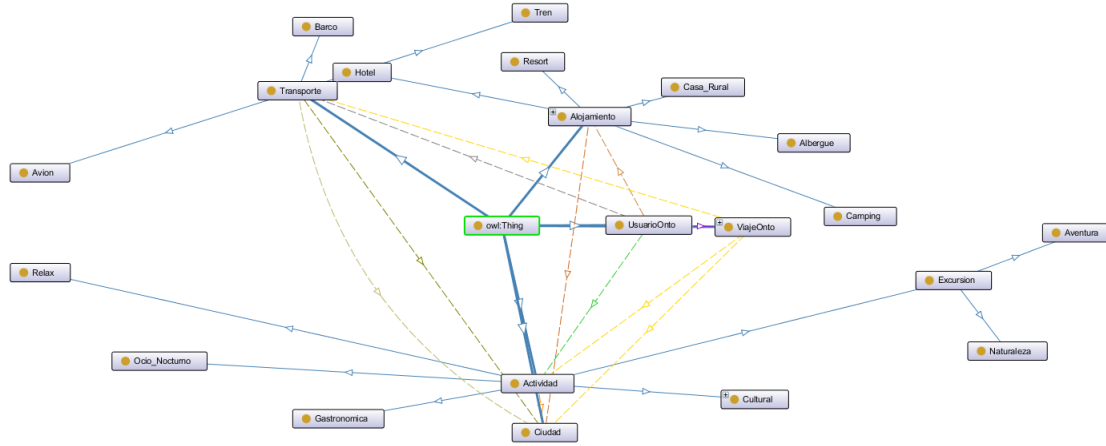 Tren
Barco
Resort
Hotel
Casa_Rural
Transporte
Alojamiento
Albergue
Avion
Camping
owl:Thing
UsuarioOnto
ViajeOnto
Aventura
Relax
Excursion
Naturaleza
Ocio_Nocturno
Actividad
Cultural
Gastronomica
Ciudad